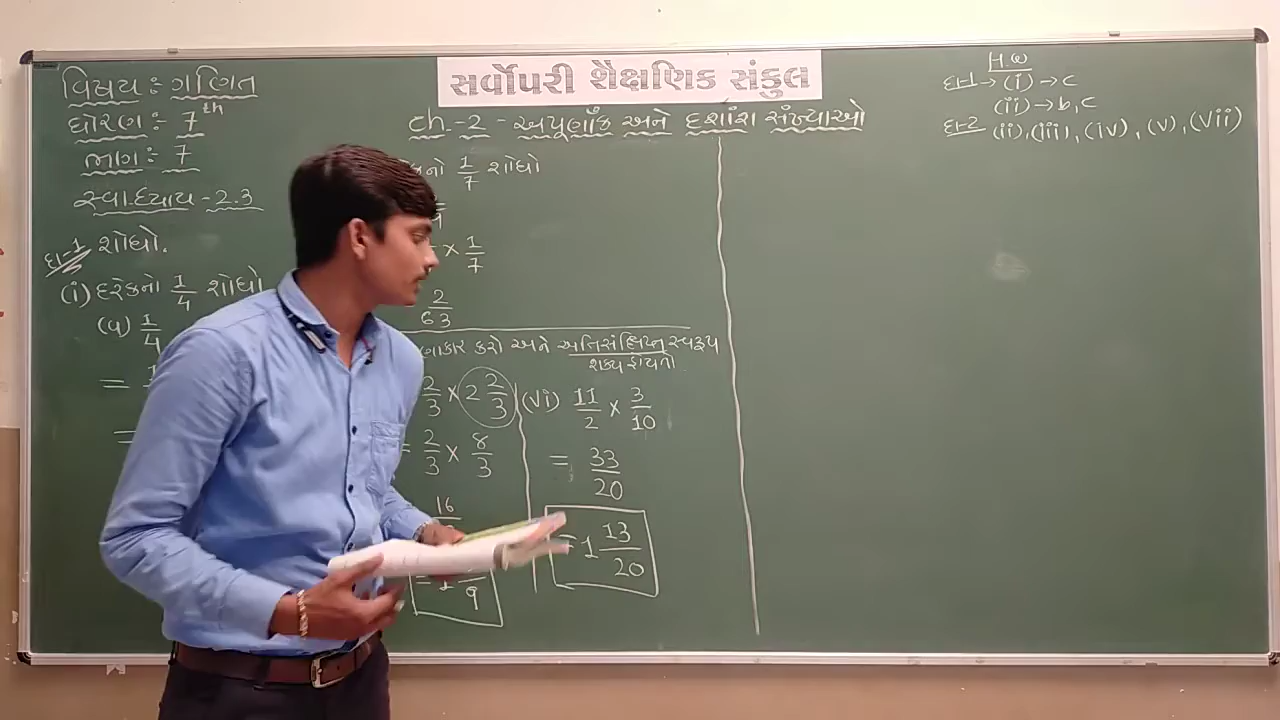 સર્વોપરી શૈક્ષણિક સંકુલ
વિષય : ગણિત
ધોરણ : 7th
ભાગ : 7
સ્વાધ્યાય - 2.3
ch.-2 - અપૂર્ણાંક અને દશાંશ સંખ્યાઓ
દા-1 શોધો.
(i) દરેકનો 1/4 શોધો
(a) 1/4
=
=
1/7 શોધો
× 1/7
2/63
કરો અને અતિસંક્ષિપ્ત સ્વરૂપ
શક્ય હોય તો.
2/3 × 2 2/3
= 2/3 × 8/3
16
= 1 /9
(vi) 11/2 × 3/10
= 33/20
= 1 13/20
H.W
દા-1 → (i) → c
(ii) → b, c
દા-2 (ii), (iii), (iv), (v), (vii)